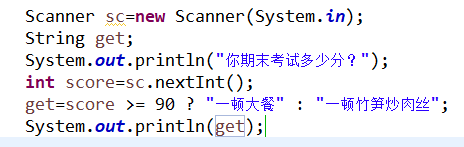 Scanner sc=new Scanner(System.in);
String get;
System.out.println("你期末考试多少分？");
int score=sc.nextInt();
get=score >= 90 ? "一顿大餐" : "一顿竹笋炒肉丝";
System.out.println(get);